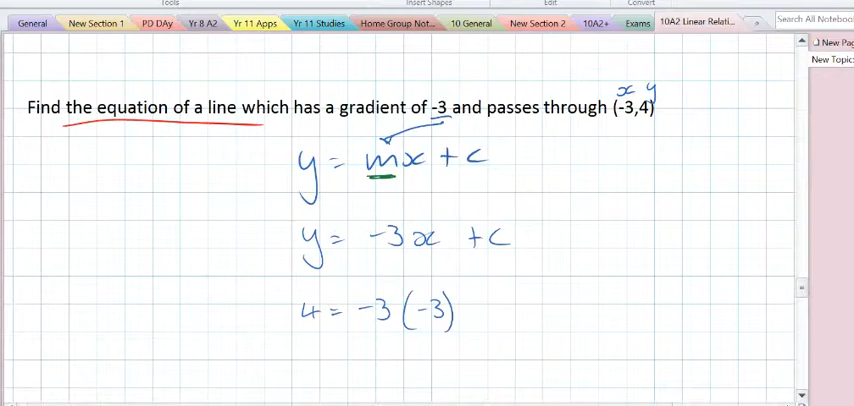 Tools
Insert Shapes
Edit
Convert
General
New Section 1
PD DAy
Yr 8 A2
Yr 11 Apps
Yr 11 Studies
Home Group Not...
10 General
New Section 2
10A2+
Exams
10A2 Linear Relati...
Search All Notebook
New Pag
New Topic:
x y
Find the equation of a line which has a gradient of -3 and passes through (-3,4)
y = mx + c
y = -3x + c
4 = -3(-3)